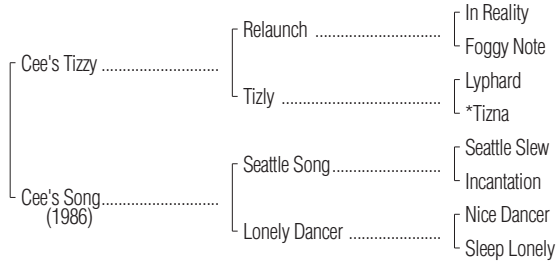 In Reality
Relaunch ..................................
Foggy Note
Cee's Tizzy ................................
Lyphard
Tizly ...........................................
*Tizna
Seattle Slew
Seattle Song..............................
Incantation
Cee's Song................................
(1986)
Nice Dancer
Lonely Dancer .........................
Sleep Lonely